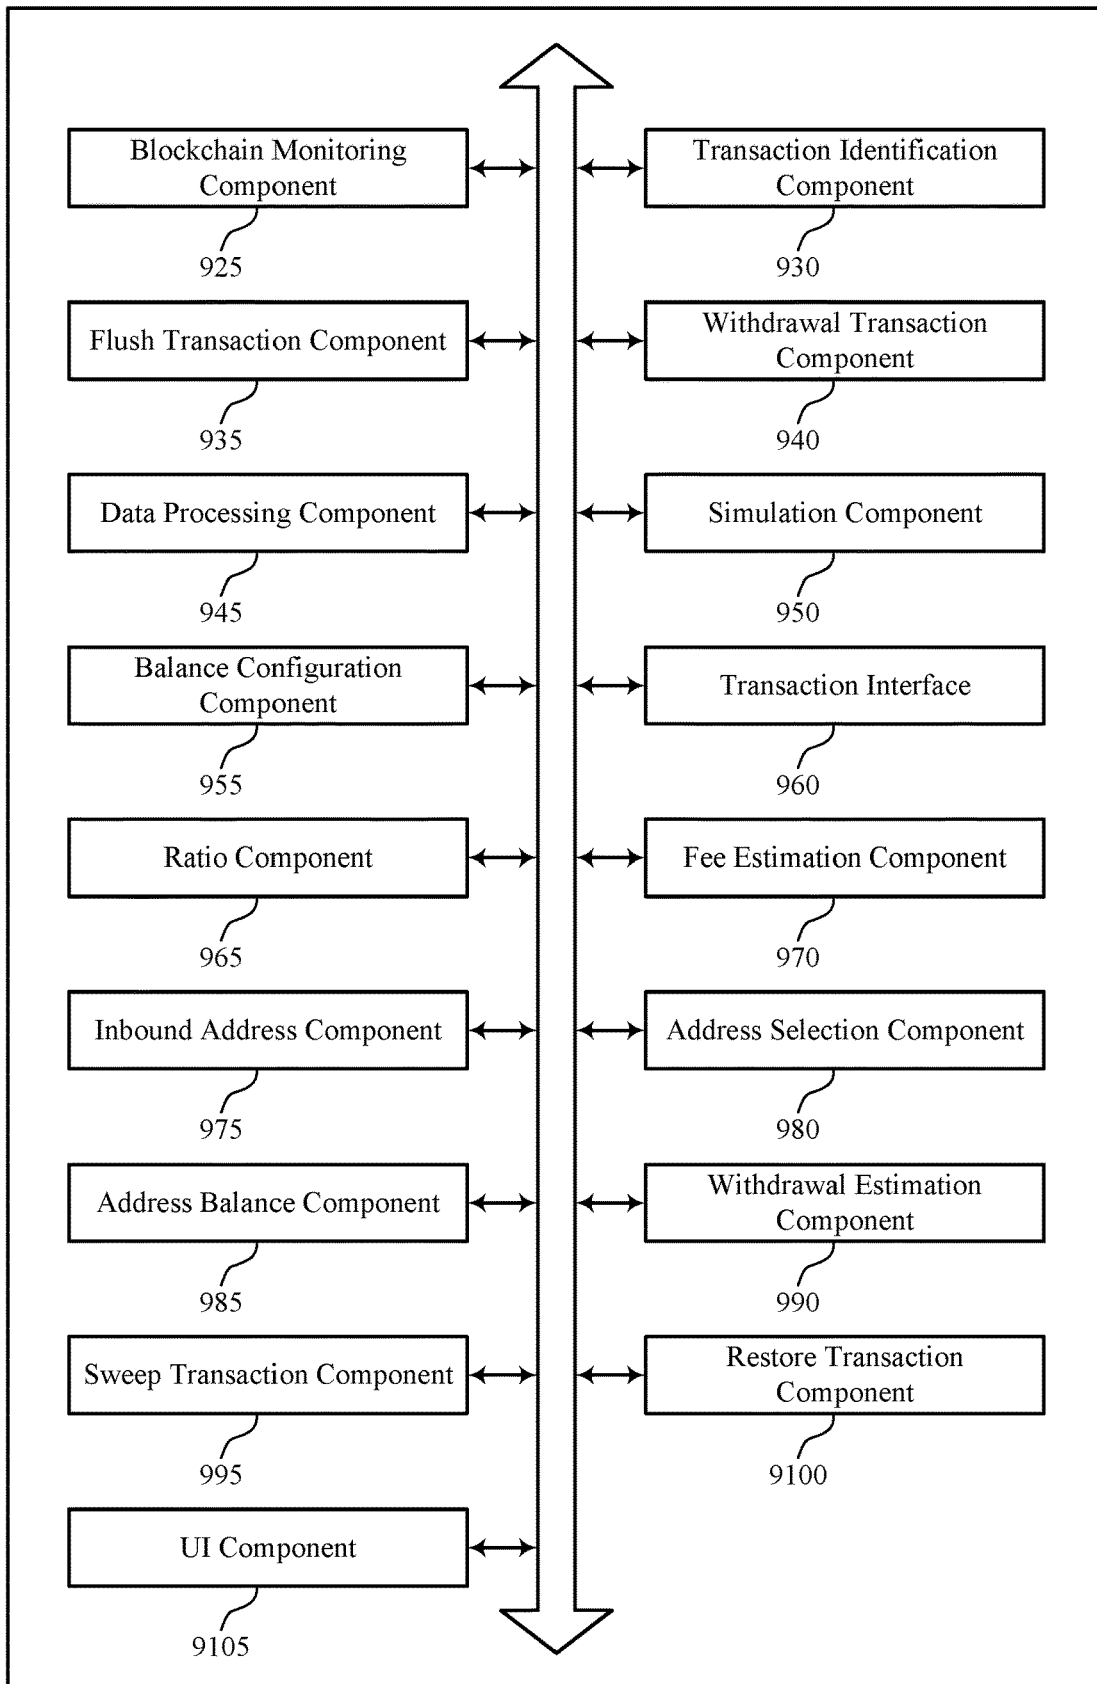 Blockchain Monitoring
Component
925
Transaction Identification
Component
930
Flush Transaction Component
935
Withdrawal Transaction
Component
940
Data Processing Component
945
Simulation Component
950
Balance Configuration
Component
955
Transaction Interface
960
Ratio Component
965
Fee Estimation Component
970
Inbound Address Component
975
Address Selection Component
980
Address Balance Component
985
Withdrawal Estimation
Component
990
Sweep Transaction Component
995
Restore Transaction
Component
9100
UI Component
9105